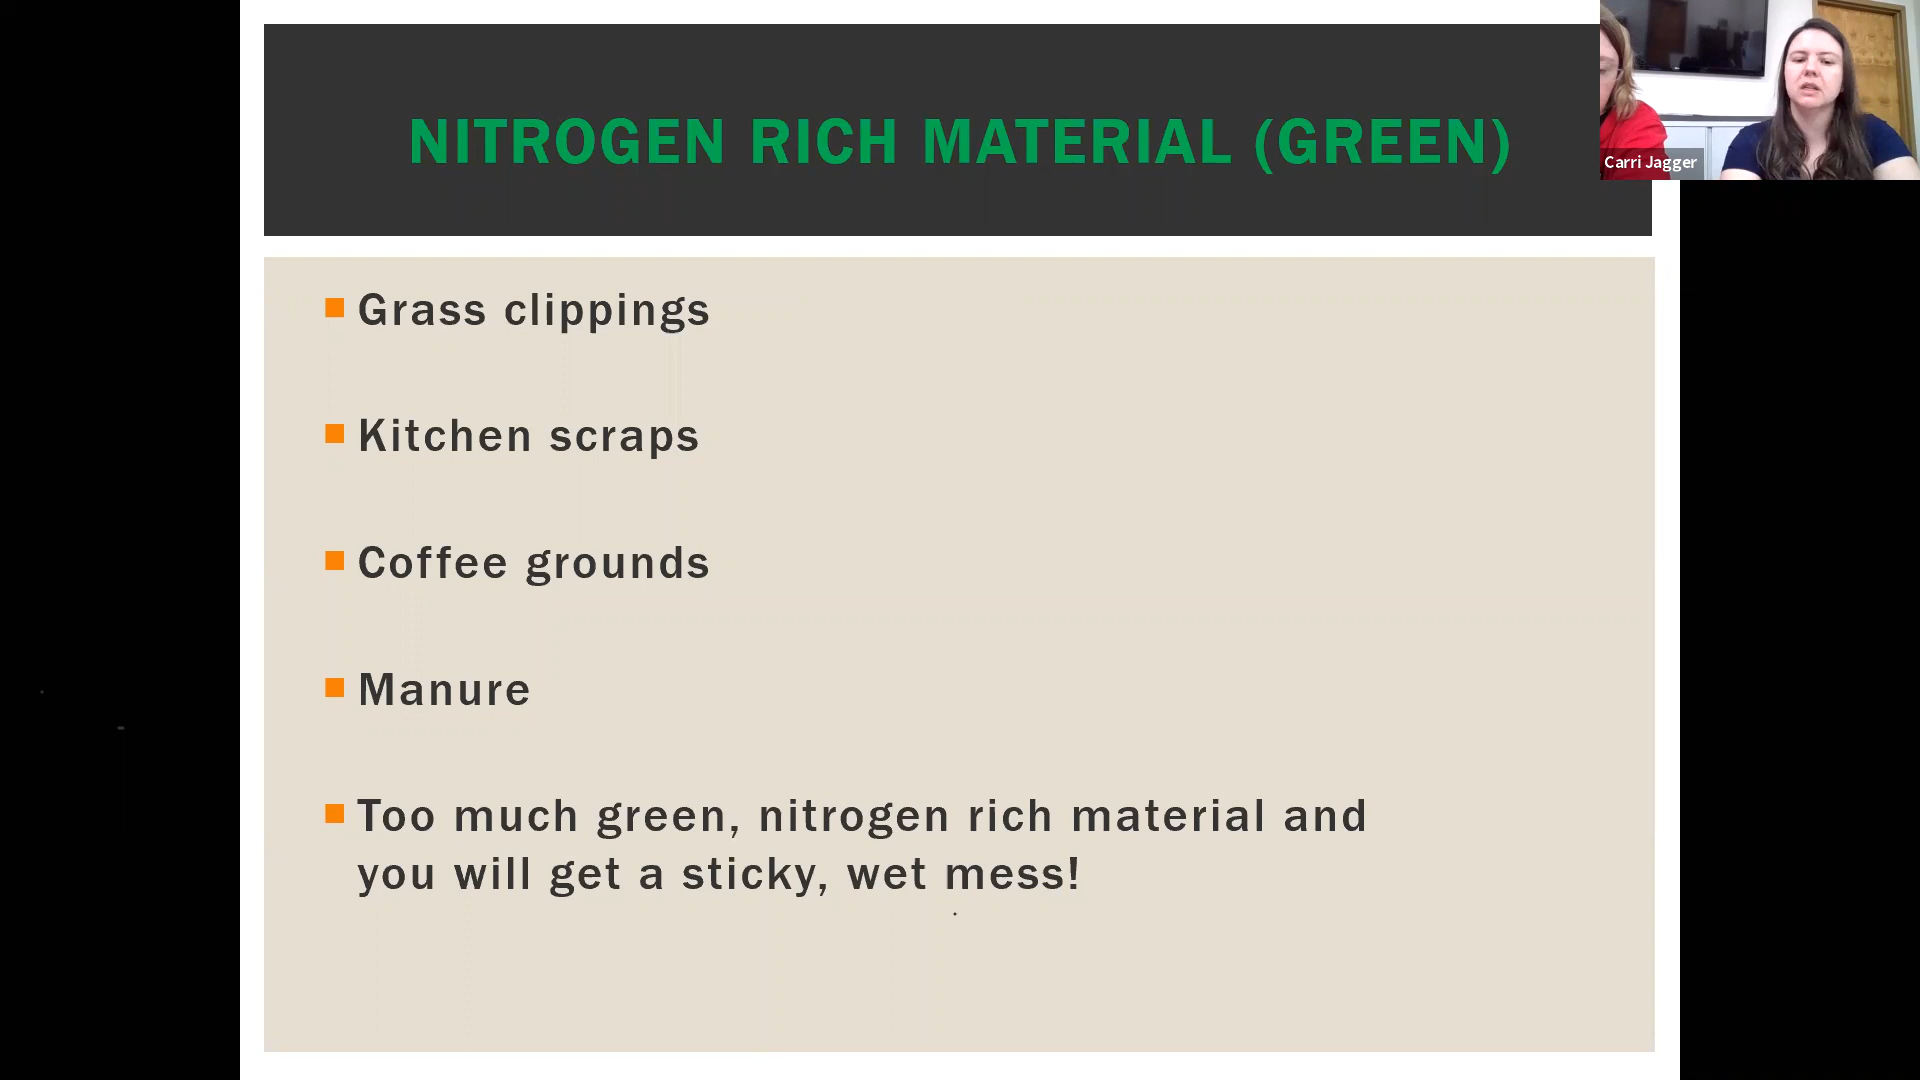 NITROGEN RICH MATERIAL (GREEN)
Carri Jagger
Grass clippings
Kitchen scraps
Coffee grounds
Manure
Too much green, nitrogen rich material and
you will get a sticky, wet mess!